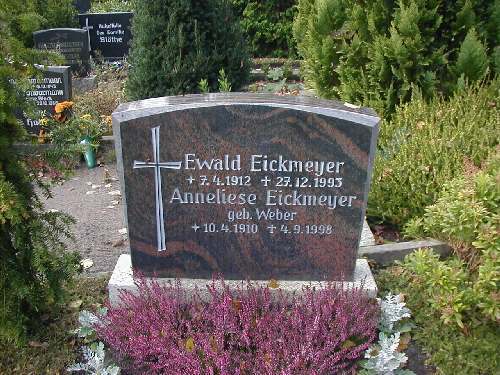 Ewald Eickmeyer
+ 7.4.1912 + 27.12.1993
Anneliese Eickmeyer
geb. Weber
+ 10.4.1910 + 4.9.1998